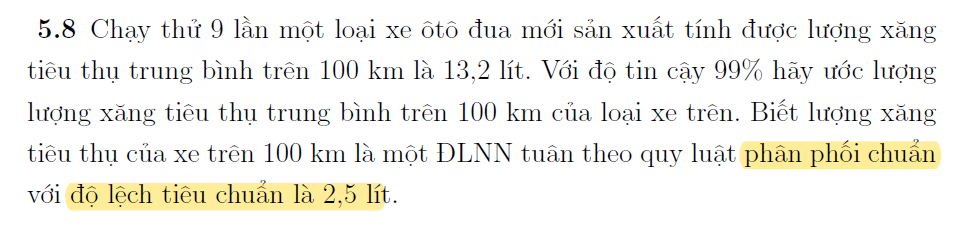 5.8 Chạy thử 9 lần một loại xe ôtô đua mới sản xuất tính được lượng xăng
tiêu thụ trung bình trên 100 km là 13,2 lít. Với độ tin cậy 99% hãy ước lượng
lượng xăng tiêu thụ trung bình trên 100 km của loại xe trên. Biết lượng xăng
tiêu thụ của xe trên 100 km là một ĐLNN tuân theo quy luật phân phối chuẩn
với độ lệch tiêu chuẩn là 2,5 lít.